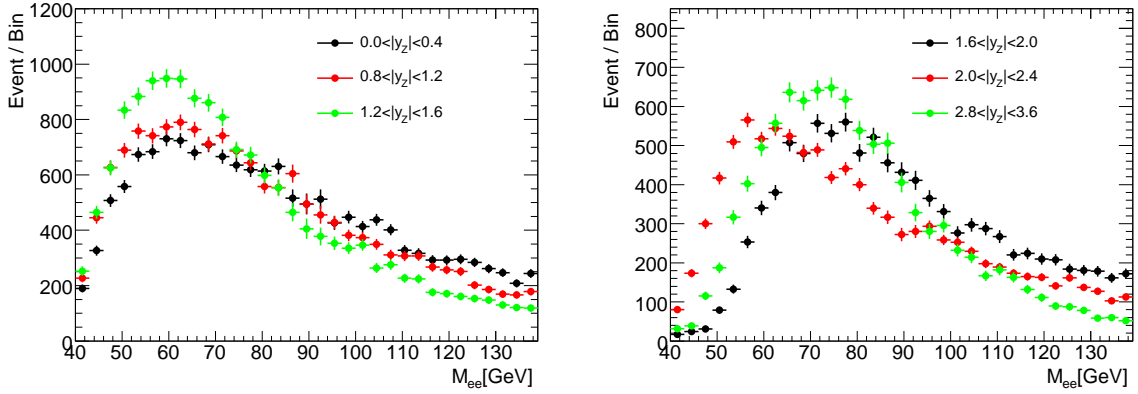 Event / Bin
1200
1000
800
600
400
200
0
40 50 60 70 80 90 100 110 120 130
M_ee[GeV]
0.0<|y_Z|<0.4
0.8<|y_Z|<1.2
1.2<|y_Z|<1.6
Event / Bin
800
700
600
500
400
300
200
100
0
40 50 60 70 80 90 100 110 120 130
M_ee[GeV]
1.6<|y_Z|<2.0
2.0<|y_Z|<2.4
2.8<|y_Z|<3.6